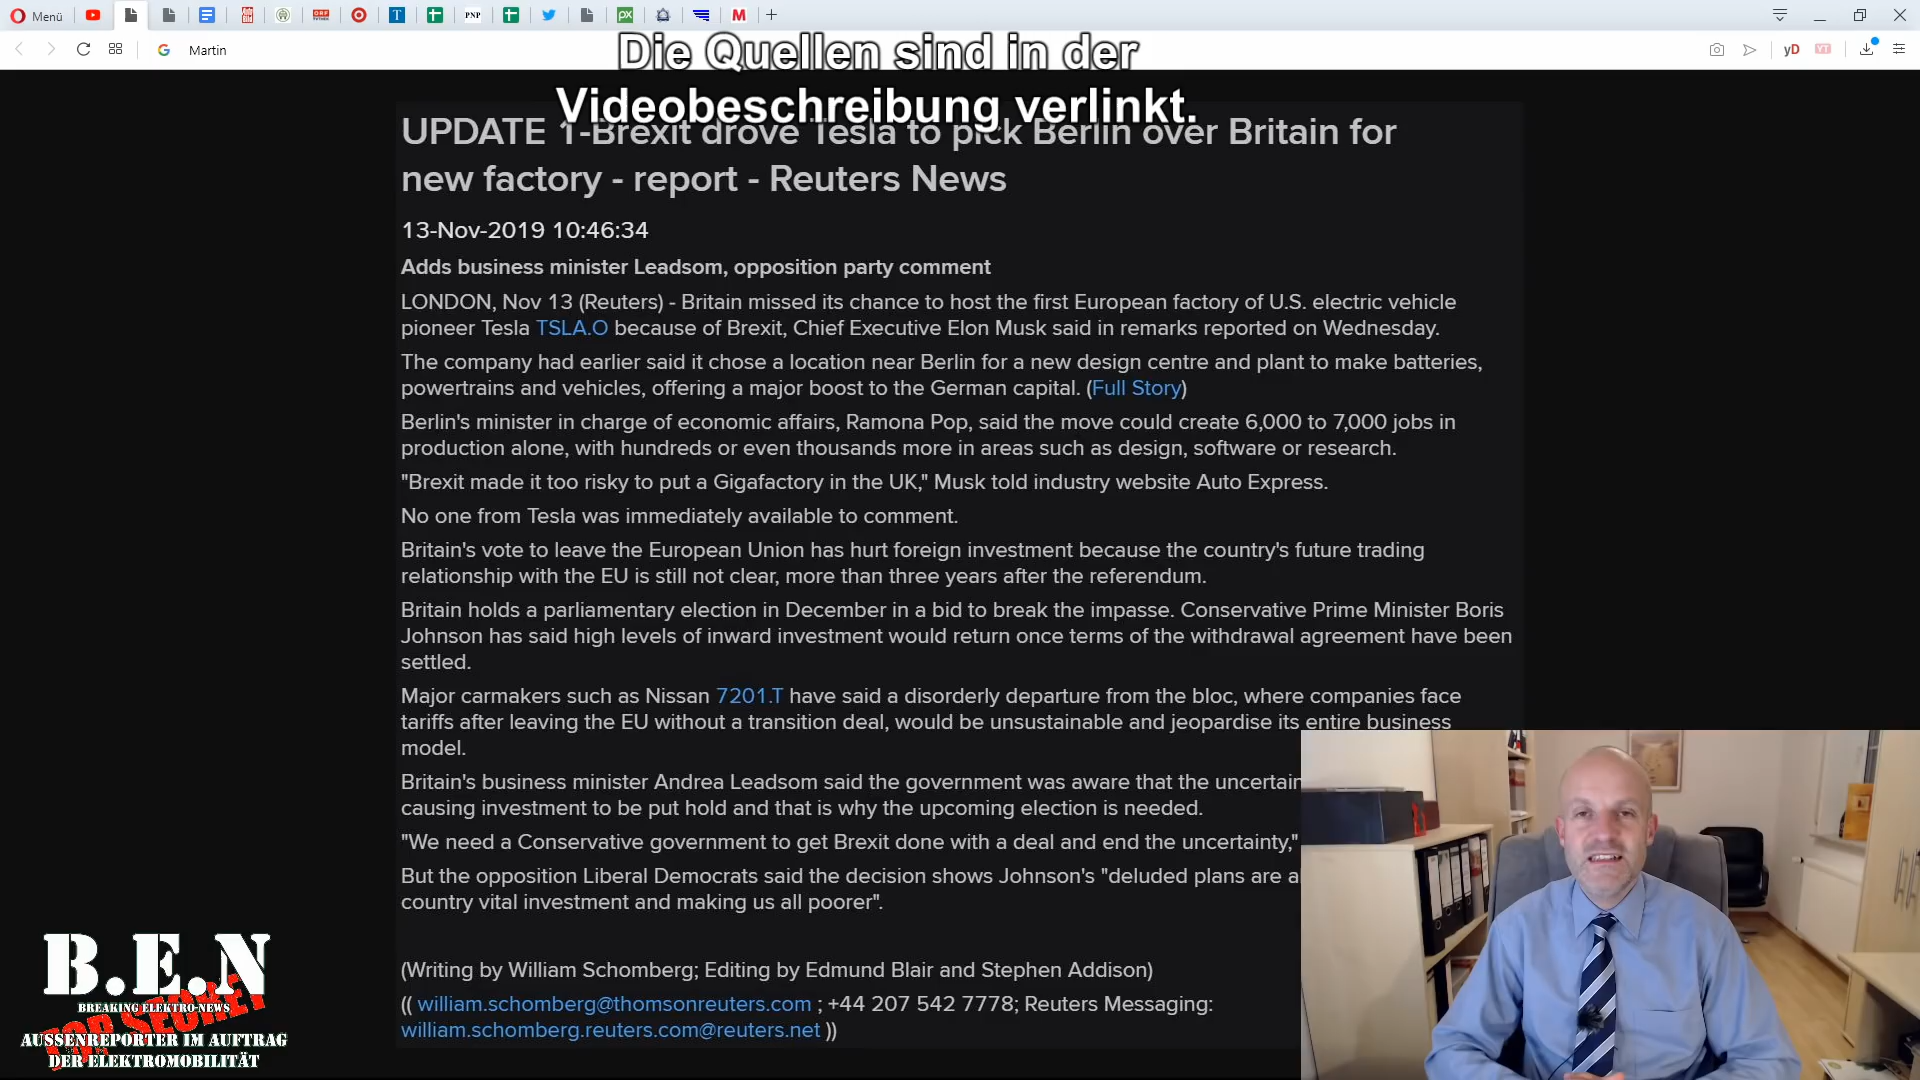 Menü
Martin
Die Quellen sind in der
Videobeschreibung verlinkt.
UPDATE 1-Brexit drove Tesla to pick Berlin over Britain for
new factory - report - Reuters News
13-Nov-2019 10:46:34
Adds business minister Leadsom, opposition party comment
LONDON, Nov 13 (Reuters) - Britain missed its chance to host the first European factory of U.S. electric vehicle
pioneer Tesla TSLA.O because of Brexit, Chief Executive Elon Musk said in remarks reported on Wednesday.
The company had earlier said it chose a location near Berlin for a new design centre and plant to make batteries,
powertrains and vehicles, offering a major boost to the German capital. (Full Story)
Berlin's minister in charge of economic affairs, Ramona Pop, said the move could create 6,000 to 7,000 jobs in
production alone, with hundreds or even thousands more in areas such as design, software or research.
"Brexit made it too risky to put a Gigafactory in the UK," Musk told industry website Auto Express.
No one from Tesla was immediately available to comment.
Britain's vote to leave the European Union has hurt foreign investment because the country's future trading
relationship with the EU is still not clear, more than three years after the referendum.
Britain holds a parliamentary election in December in a bid to break the impasse. Conservative Prime Minister Boris
Johnson has said high levels of inward investment would return once terms of the withdrawal agreement have been
settled.
Major carmakers such as Nissan 7201.T have said a disorderly departure from the bloc, where companies face
tariffs after leaving the EU without a transition deal, would be unsustainable and jeopardise its entire business
model.
Britain's business minister Andrea Leadsom said the government was aware that the
causing investment to be put hold and that is why the upcoming election is needed.
"We need a Conservative government to get Brexit done with a deal and end the uncertainty,"
But the opposition Liberal Democrats said the decision shows Johnson's "deluded plans are
country vital investment and making us all poorer".
(Writing by William Schomberg; Editing by Edmund Blair and Stephen Addison)
(( william.schomberg@thomsonreuters.com ; +44 207 542 7778; Reuters Messaging:
william.schomberg.reuters.com@reuters.net ))
B.E.N
BREAKING ELEKTRO-NEWS
TOP SECRET
AUSSENREPORTER IM AUFTRAG
DER ELEKTROMOBILITÄT